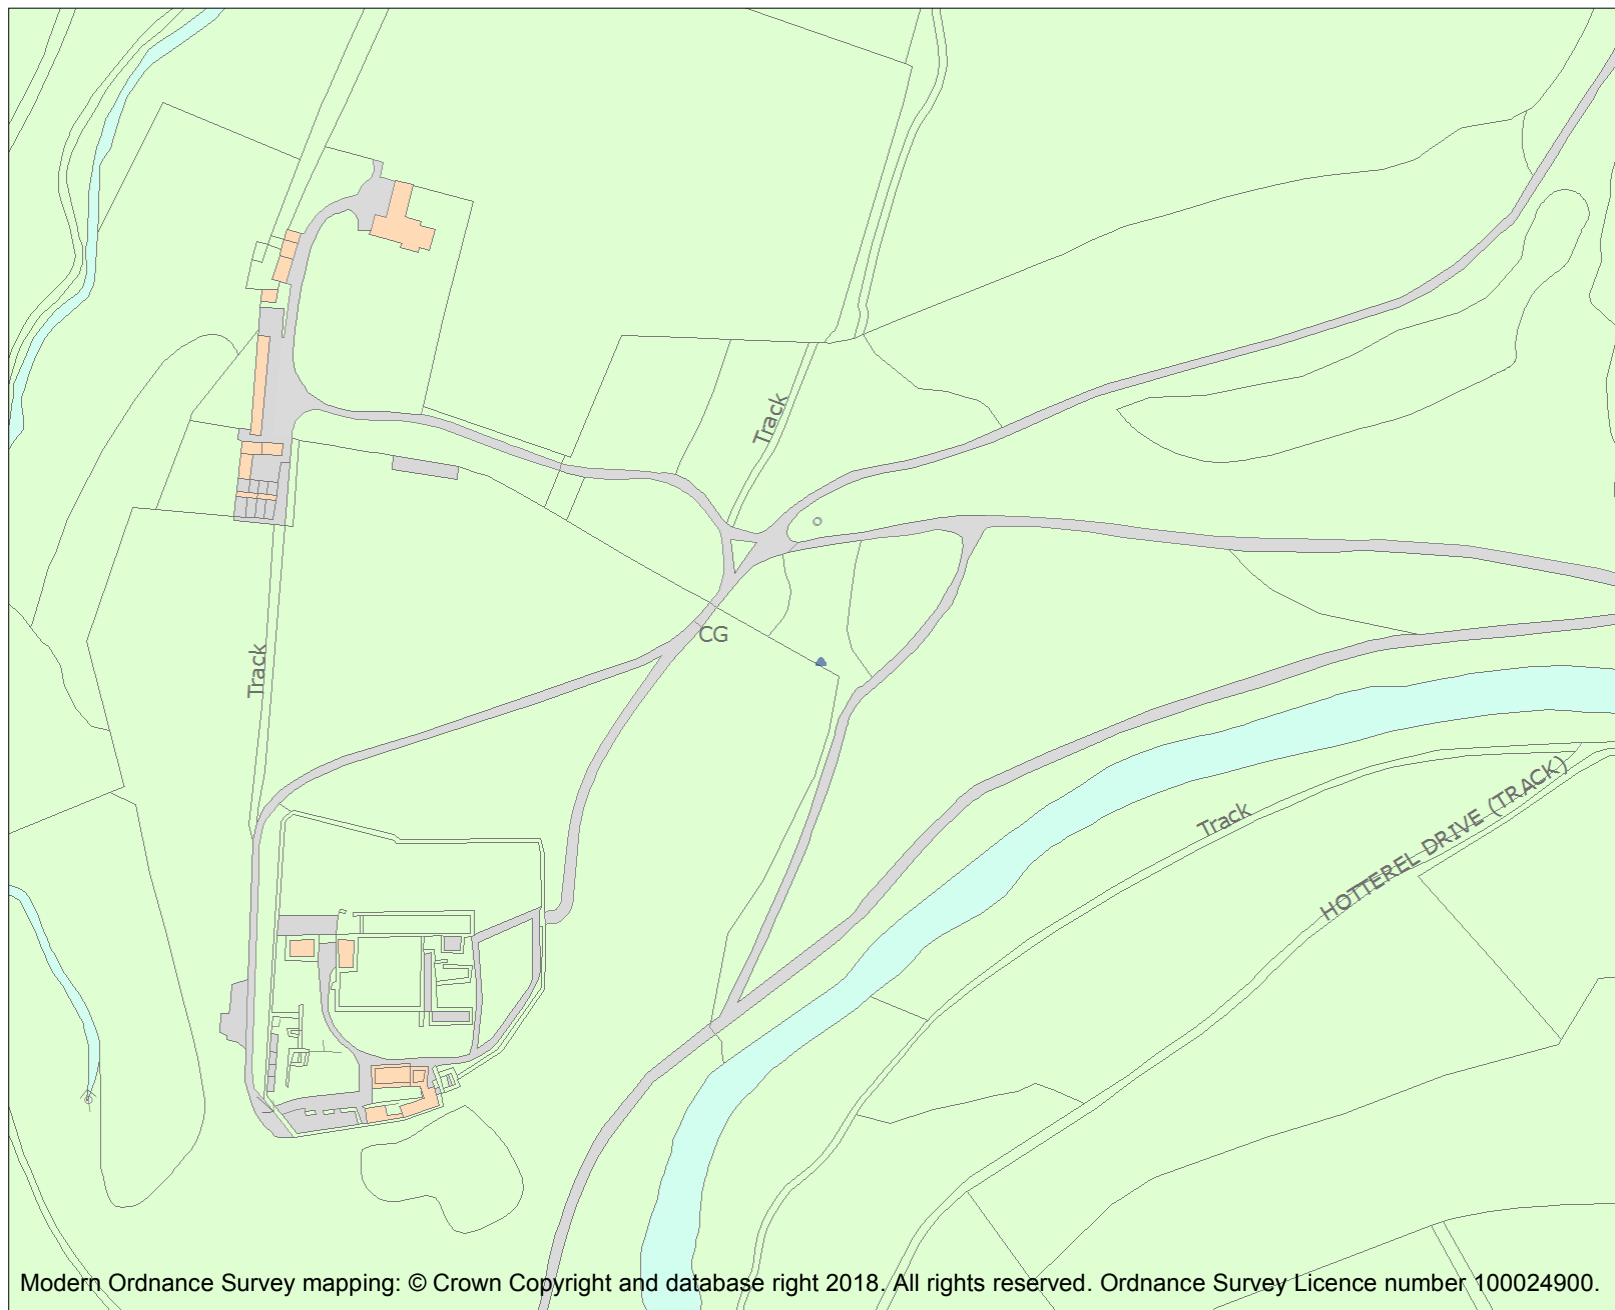 Track
CG
Track
Track
HOTTEREL DRIVE (TRACK)
Modern Ordnance Survey mapping: © Crown Copyright and database right 2018. All rights reserved. Ordnance Survey Licence number 100024900.